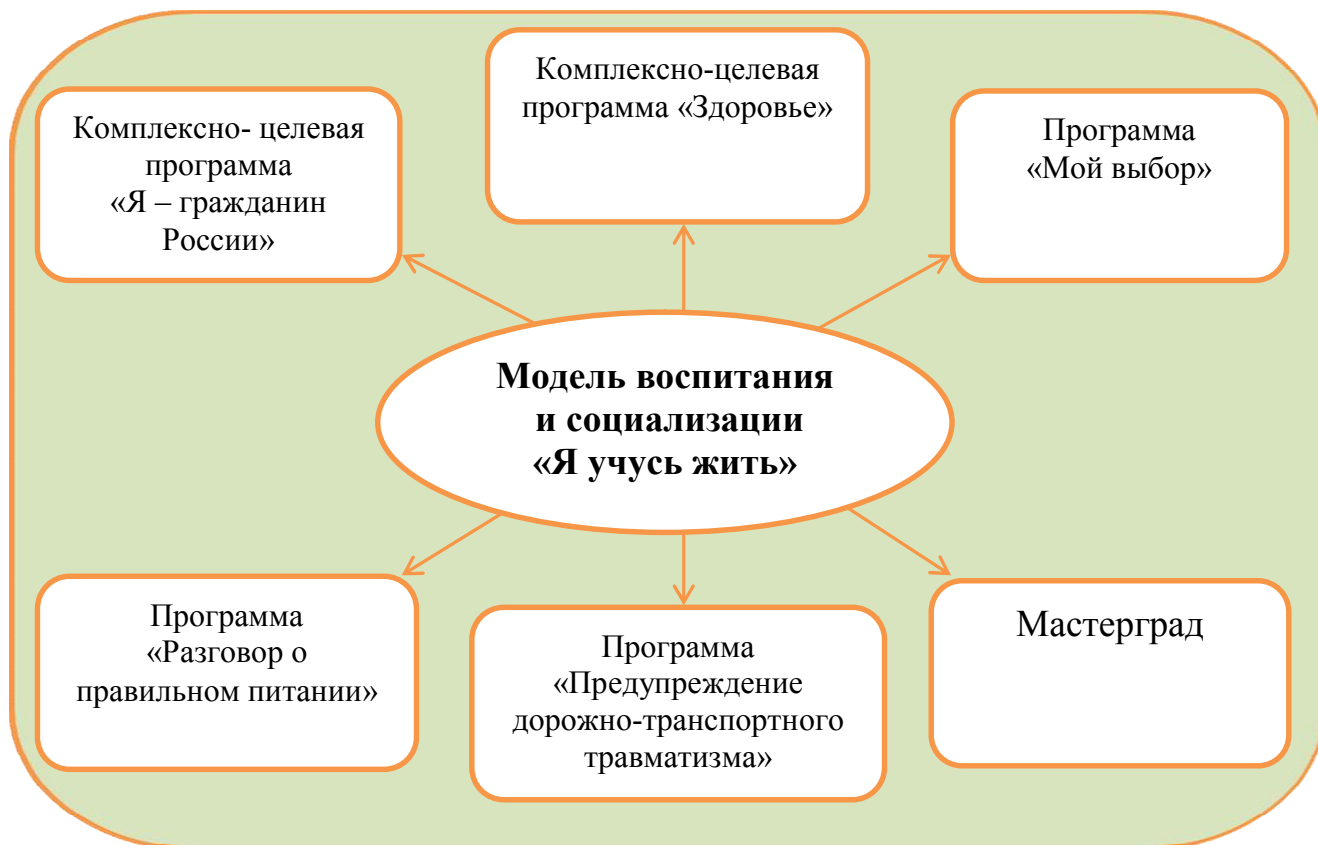 Комплексно- целевая
программа
«Я – гражданин
России»
Комплексно-целевая
программа «Здоровье»
Программа
«Мой выбор»
Модель воспитания
и социализации
«Я учусь жить»
Программа
«Разговор о
правильном питании»
Программа
«Предупреждение
дорожно-транспортного
травматизма»
Мастерград